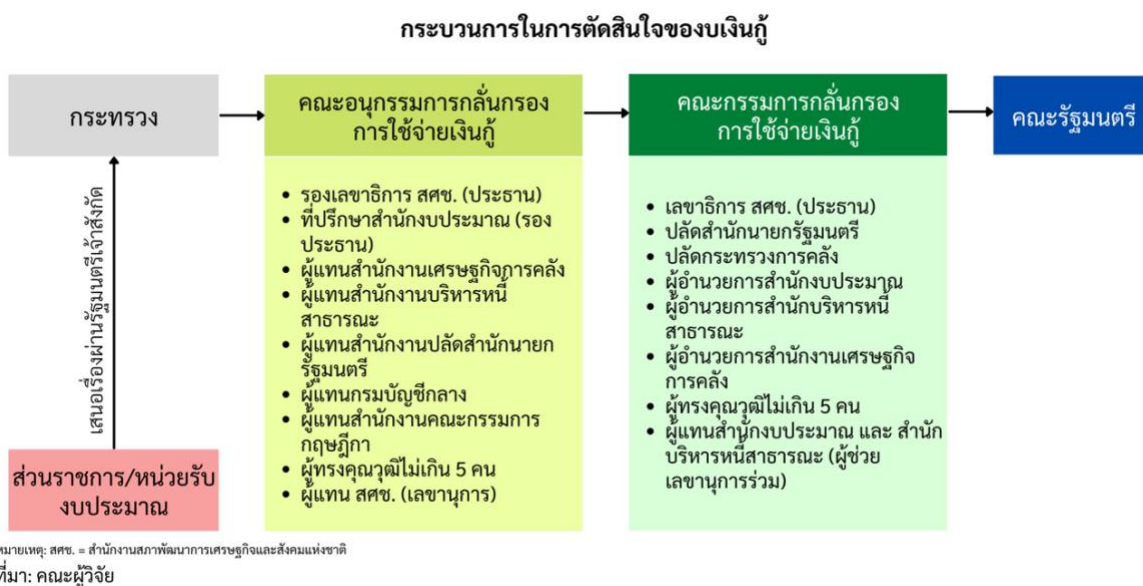 กระบวนการในการตัดสินใจของบเงินกู้
กระทรวง
คณะอนุกรรมการกลั่นกรอง
การใช้จ่ายเงินกู้
คณะกรรมการกลั่นกรอง
การใช้จ่ายเงินกู้
คณะรัฐมนตรี
เสนอเรื่องผ่านรัฐมนตรีเจ้าสังกัด
ส่วนราชการ/หน่วยรับ
งบประมาณ
• รองเลขาธิการ สศช. (ประธาน)
• ที่ปรึกษาสำนักงบประมาณ (รอง
ประธาน)
• ผู้แทนสำนักงานเศรษฐกิจการคลัง
• ผู้แทนสำนักงานบริหารหนี้
สาธารณะ
• ผู้แทนสำนักงานปลัดสำนักนายก
รัฐมนตรี
• ผู้แทนกรมบัญชีกลาง
• ผู้แทนสำนักงานคณะกรรมการ
กฤษฎีกา
• ผู้ทรงคุณวุฒิไม่เกิน 5 คน
• ผู้แทน สศช. (เลขานุการ)
• เลขาธิการ สศช. (ประธาน)
• ปลัดสำนักนายกรัฐมนตรี
• ปลัดกระทรวงการคลัง
• ผู้อำนวยการสำนักงบประมาณ
• ผู้อำนวยการสำนักบริหารหนี้
สาธารณะ
• ผู้อำนวยการสำนักงานเศรษฐกิจ
การคลัง
• ผู้ทรงคุณวุฒิไม่เกิน 5 คน
• ผู้แทนสำนักงบประมาณ และ สำนัก
บริหารหนี้สาธารณะ (ผู้ช่วย
เลขานุการร่วม)
หมายเหตุ: สศช. = สำนักงานสภาพัฒนาการเศรษฐกิจและสังคมแห่งชาติ
ที่มา: คณะผู้วิจัย